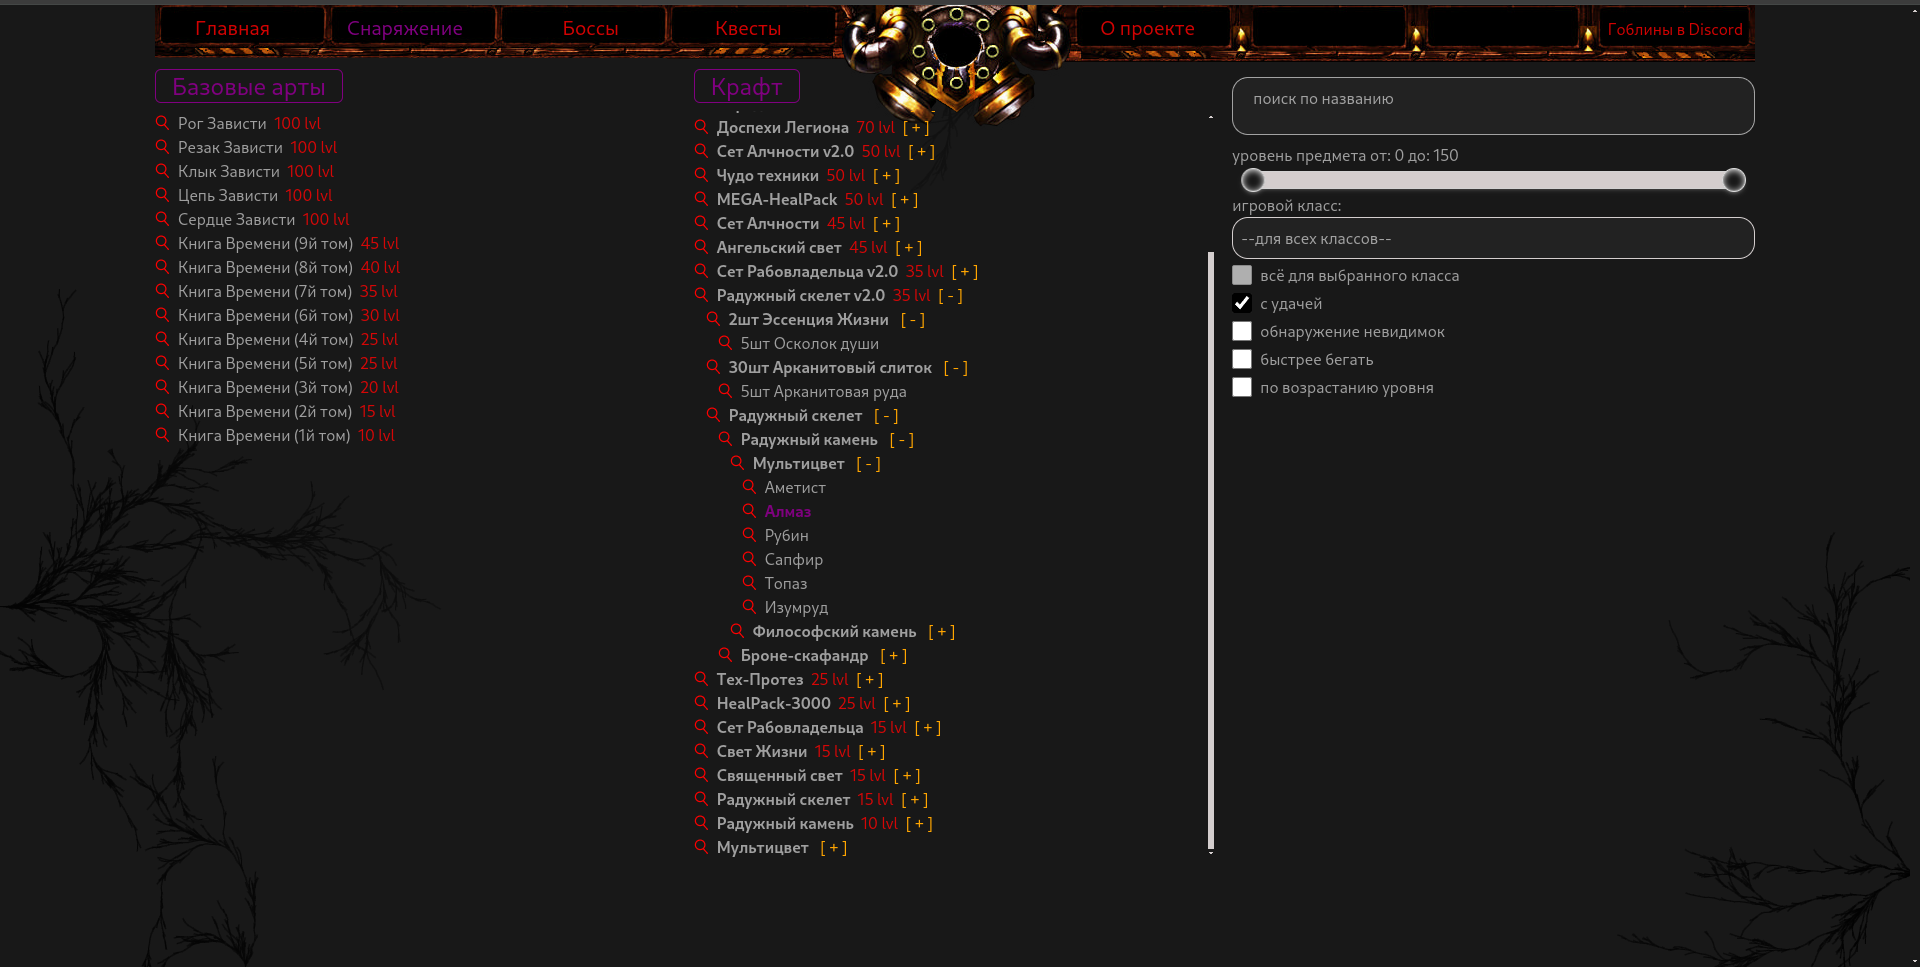 Главная
Снаряжение
Боссы
Квесты
О проекте
Гоблины в Discord
Базовые арты
Рог Зависти 100 lvl
Резак Зависти 100 lvl
Клык Зависти 100 lvl
Цепь Зависти 100 lvl
Сердце Зависти 100 lvl
Книга Времени (9й том) 45 lvl
Книга Времени (8й том) 40 lvl
Книга Времени (7й том) 35 lvl
Книга Времени (6й том) 30 lvl
Книга Времени (4й том) 25 lvl
Книга Времени (5й том) 25 lvl
Книга Времени (3й том) 20 lvl
Книга Времени (2й том) 15 lvl
Книга Времени (1й том) 10 lvl
Крафт
Доспехи Легиона 70 lvl [ + ]
Сет Алчности v2.0 50 lvl [ + ]
Чудо техники 50 lvl [ + ]
MEGA-HealPack 50 lvl [ + ]
Сет Алчности 45 lvl [ + ]
Ангельский свет 45 lvl [ + ]
Сет Рабовладельца v2.0 35 lvl [ + ]
Радужный скелет v2.0 35 lvl [ - ]
2шт Эссенция Жизни [ - ]
5шт Осколок души
30шт Арканитовый слиток [ - ]
5шт Арканитовая руда
Радужный скелет [ - ]
Радужный камень [ - ]
Мультицвет [ - ]
Аметист
Алмаз
Рубин
Сапфир
Топаз
Изумруд
Философский камень [ + ]
Броне-скафандр [ + ]
Тех-Протез 25 lvl [ + ]
HealPack-3000 25 lvl [ + ]
Сет Рабовладельца 15 lvl [ + ]
Свет Жизни 15 lvl [ + ]
Священный свет 15 lvl [ + ]
Радужный скелет 15 lvl [ + ]
Радужный камень 10 lvl [ + ]
Мультицвет [ + ]
поиск по названию
уровень предмета от: 0 до: 150
игровой класс:
--для всех классов--
всё для выбранного класса
с удачей
обнаружение невидимок
быстрее бегать
по возрастанию уровня